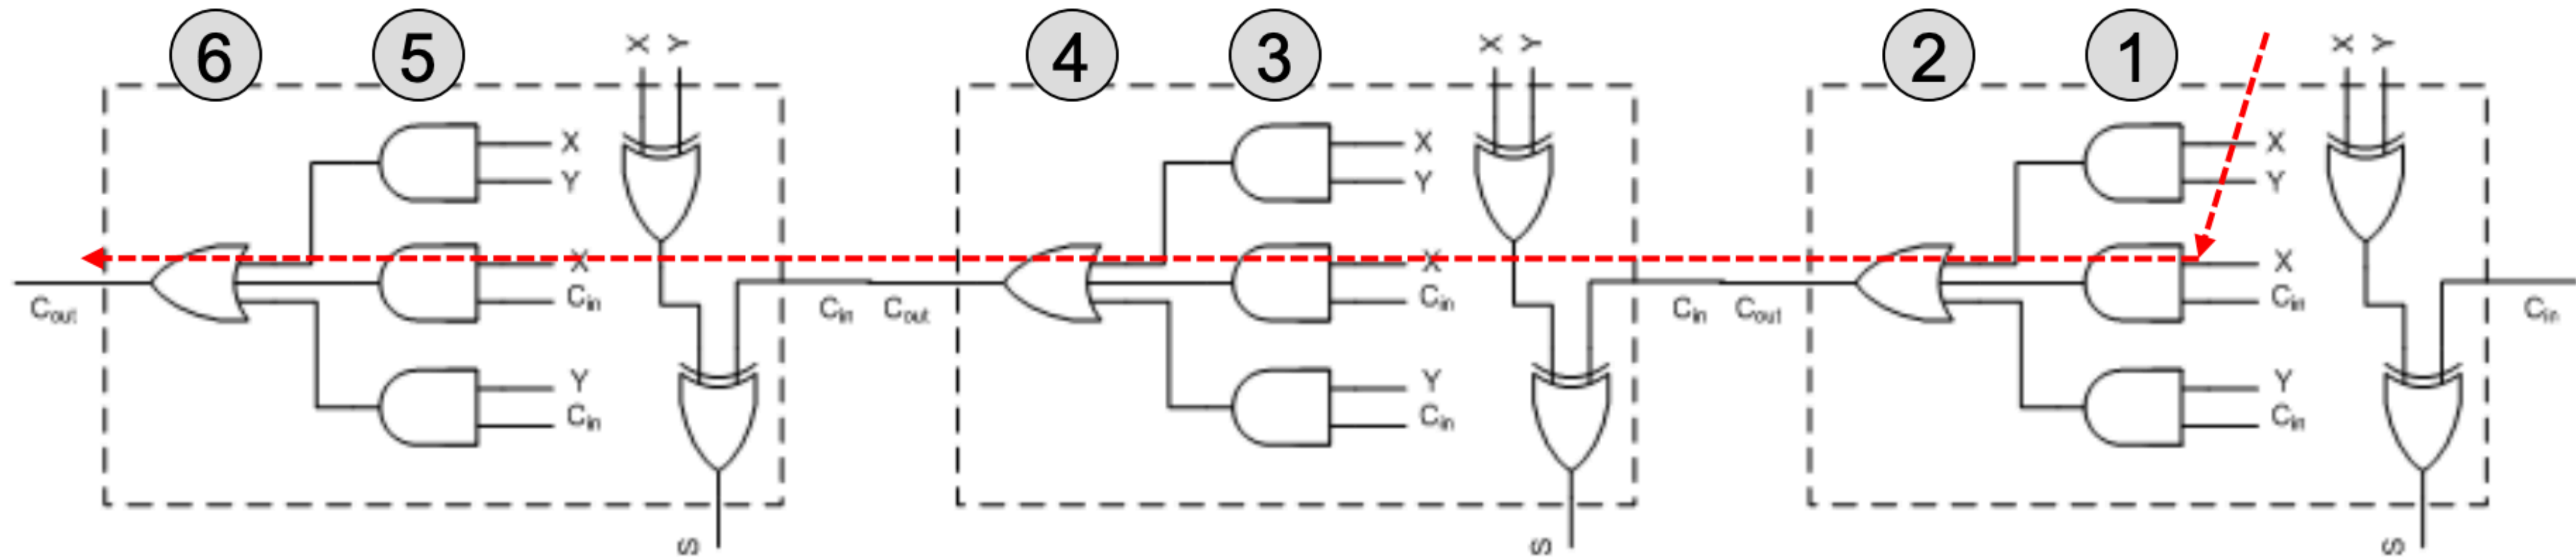 6 5 4 3 2 1
X Y X Y X Y
X X X
Y Y Y
X X X
Cout Cin Cin Cout Cin Cin Cout Cin Cin
Y Y Y
Cin Cin Cin
S S S